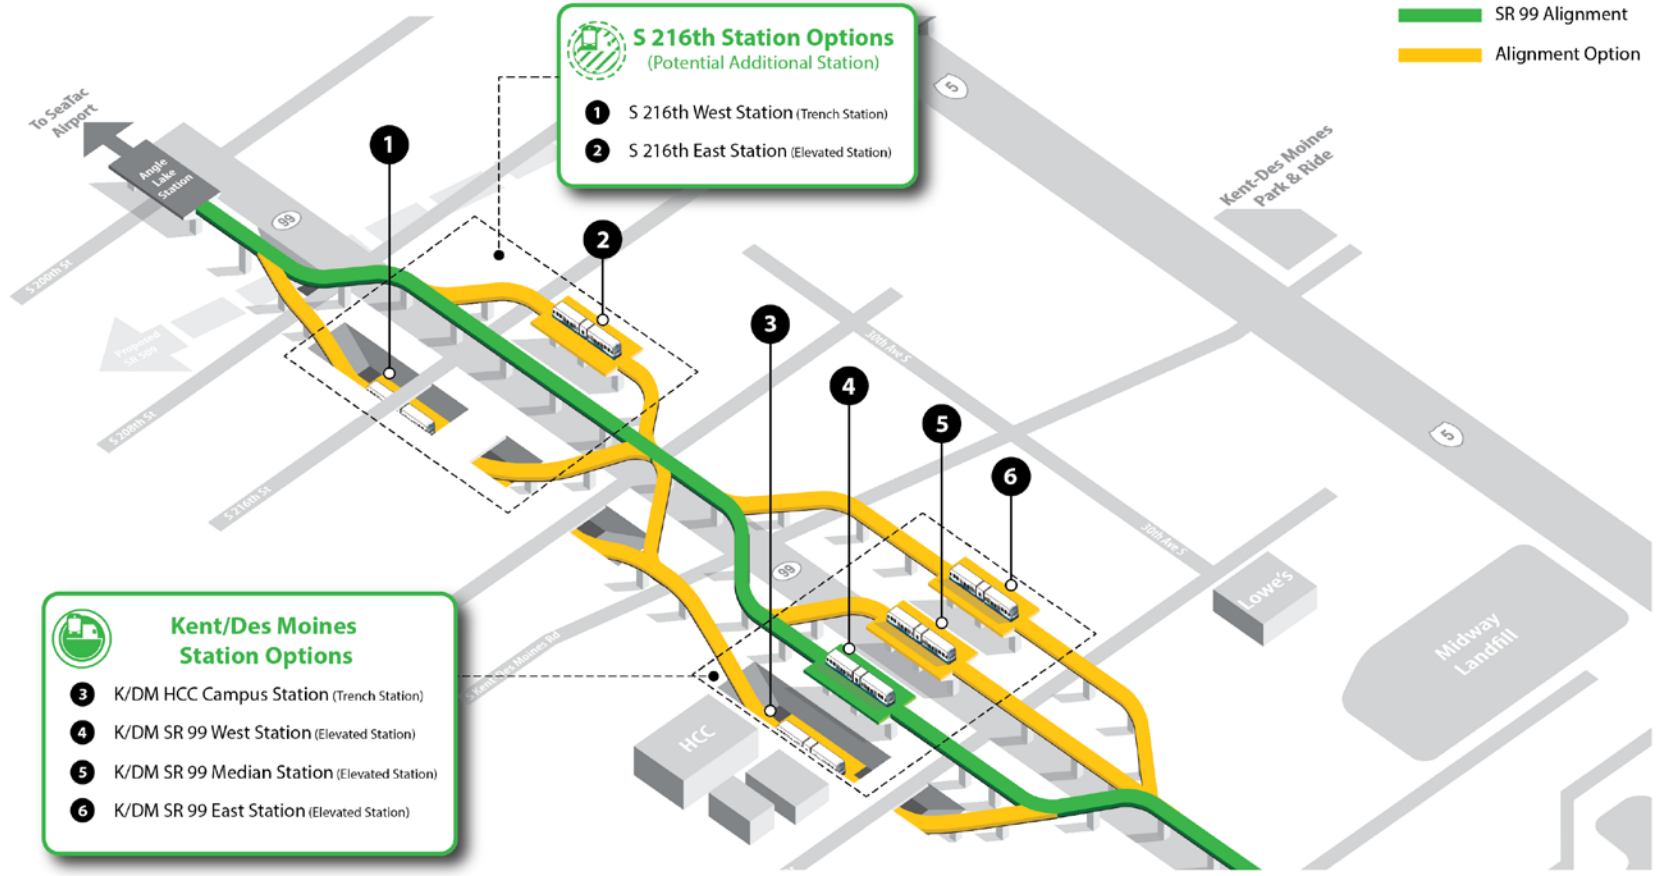 SR 99 Alignment
Alignment Option
S 216th Station Options
(Potential Additional Station)
1 S 216th West Station (Trench Station)
2 S 216th East Station (Elevated Station)
To SeaTac
Airport
Angle
Lake
Station
99
5
Kent-Des Moines
Park & Ride
1
2
3
4
5
6
S 200th St
Proposed
SR 509
S 208th St
S 216th St
30th Ave S
5
30th Ave S
99
Lowe's
Midway
Landfill
S Kent-Des Moines Rd
HCC
Kent/Des Moines
Station Options
3 K/DM HCC Campus Station (Trench Station)
4 K/DM SR 99 West Station (Elevated Station)
5 K/DM SR 99 Median Station (Elevated Station)
6 K/DM SR 99 East Station (Elevated Station)